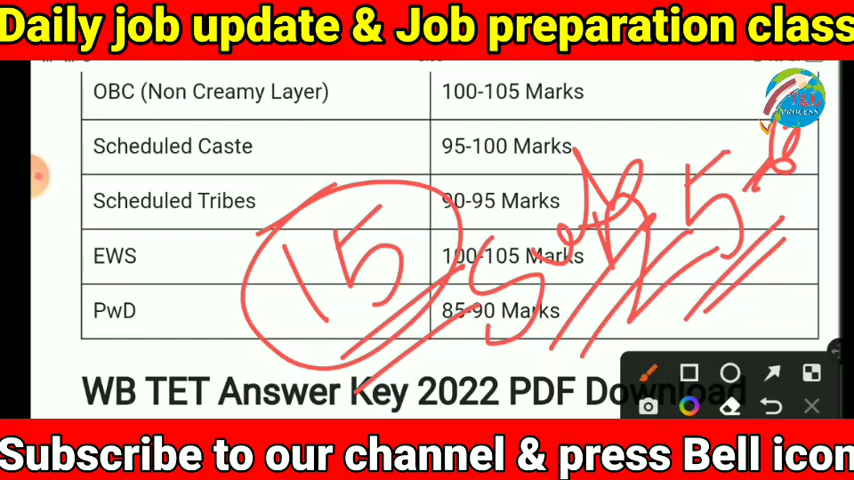 Daily job update & Job preparation class
OBC (Non Creamy Layer) 100-105 Marks
Scheduled Caste 95-100 Marks
Scheduled Tribes 90-95 Marks
EWS 100-105 Marks
PwD 85-90 Marks
15
WB TET Answer Key 2022 PDF Download
Subscribe to our channel & press Bell icon